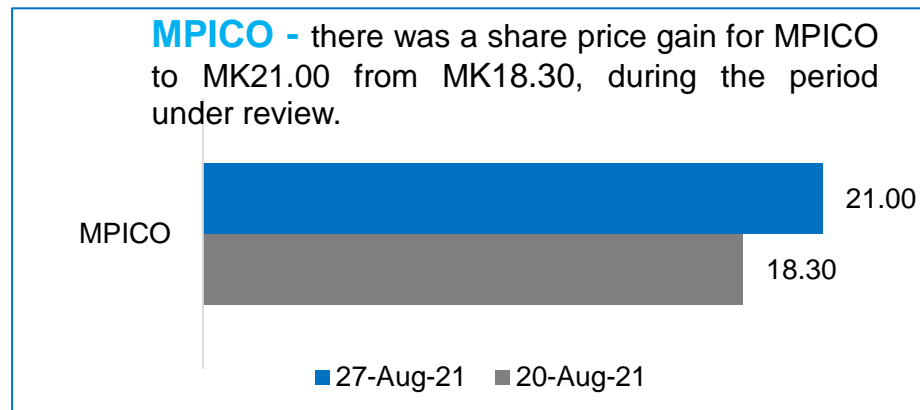 MPICO - there was a share price gain for MPICO
to MK21.00 from MK18.30, during the period
under review.
21.00
MPICO
18.30
27-Aug-21 20-Aug-21